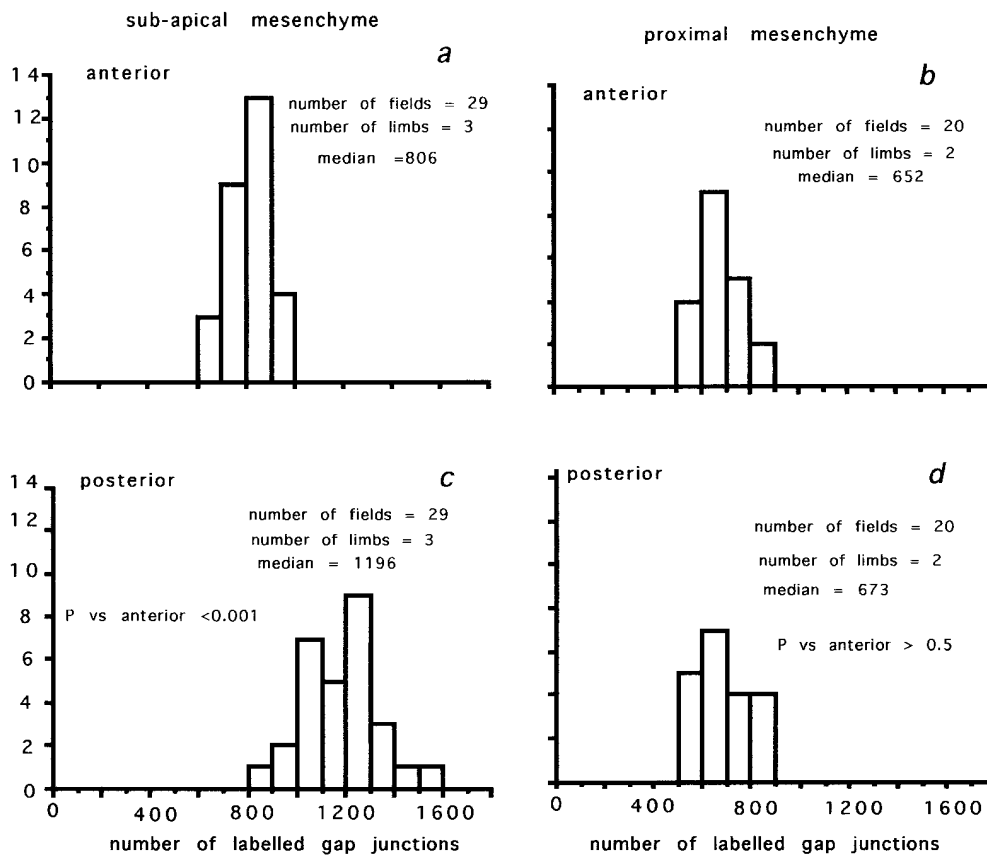 sub-apical mesenchyme
proximal mesenchyme
a
anterior
number of fields = 29
number of limbs = 3
median =806
14
12
10
8
6
4
2
0
b
anterior
number of fields = 20
number of limbs = 2
median = 652
c
posterior
number of fields = 29
number of limbs = 3
median = 1196
P vs anterior <0.001
14
12
10
8
6
4
2
0
0 400 800 1200 1600
number of labelled gap junctions
d
posterior
number of fields = 20
number of limbs = 2
median = 673
P vs anterior > 0.5
0 400 800 1200 1600
number of labelled gap junctions